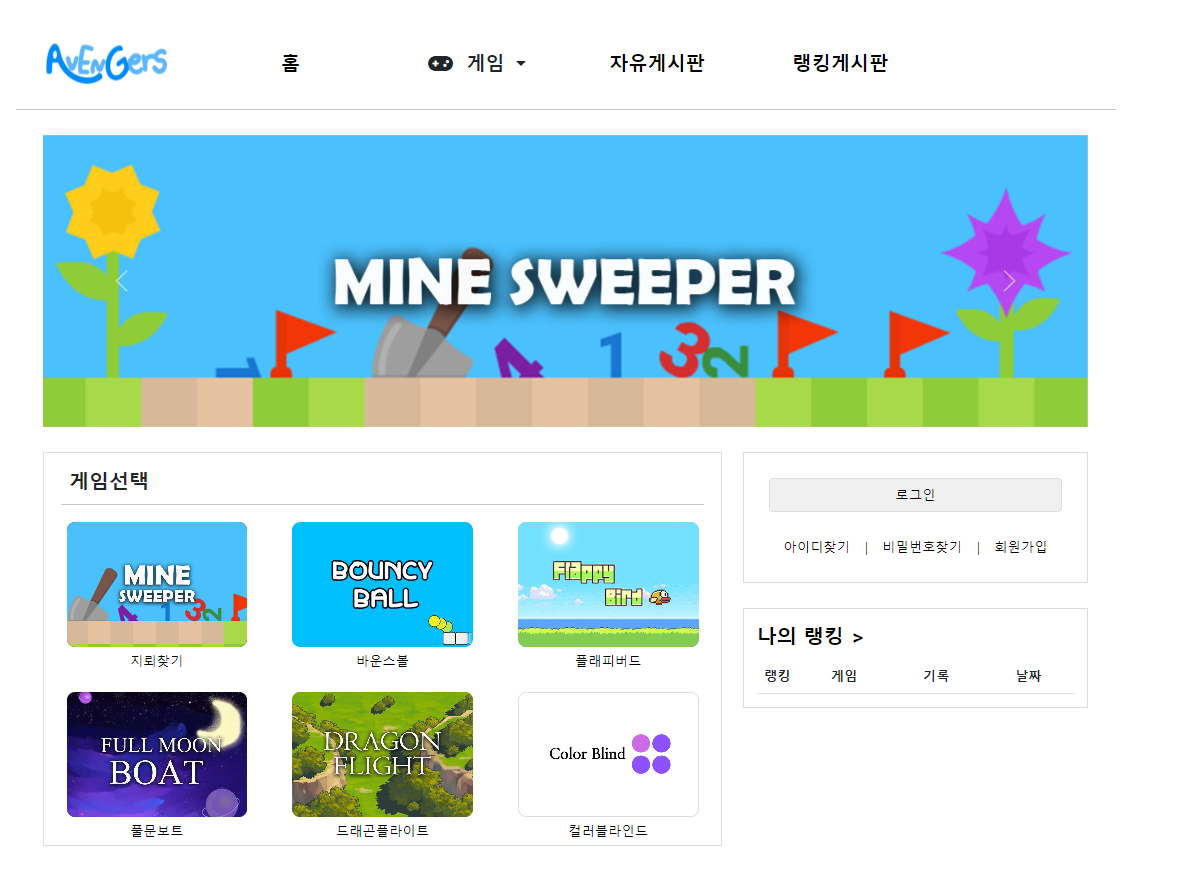 AvEnGers
홈
게임
자유게시판
랭킹게시판
MINE SWEEPER
1
4
1
3
2
게임선택
MINE
SWEEPER
4
1
3
2
BOUNCY
BALL
Flappy
Bird
지뢰찾기
바운스볼
플래피버드
FULL MOON
BOAT
DRAGON
FLIGHT
Color Blind
풀문보트
드래곤플라이트
컬러블라인드
로그인
아이디찾기 | 비밀번호찾기 | 회원가입
나의 랭킹 >
랭킹 게임 기록 날짜